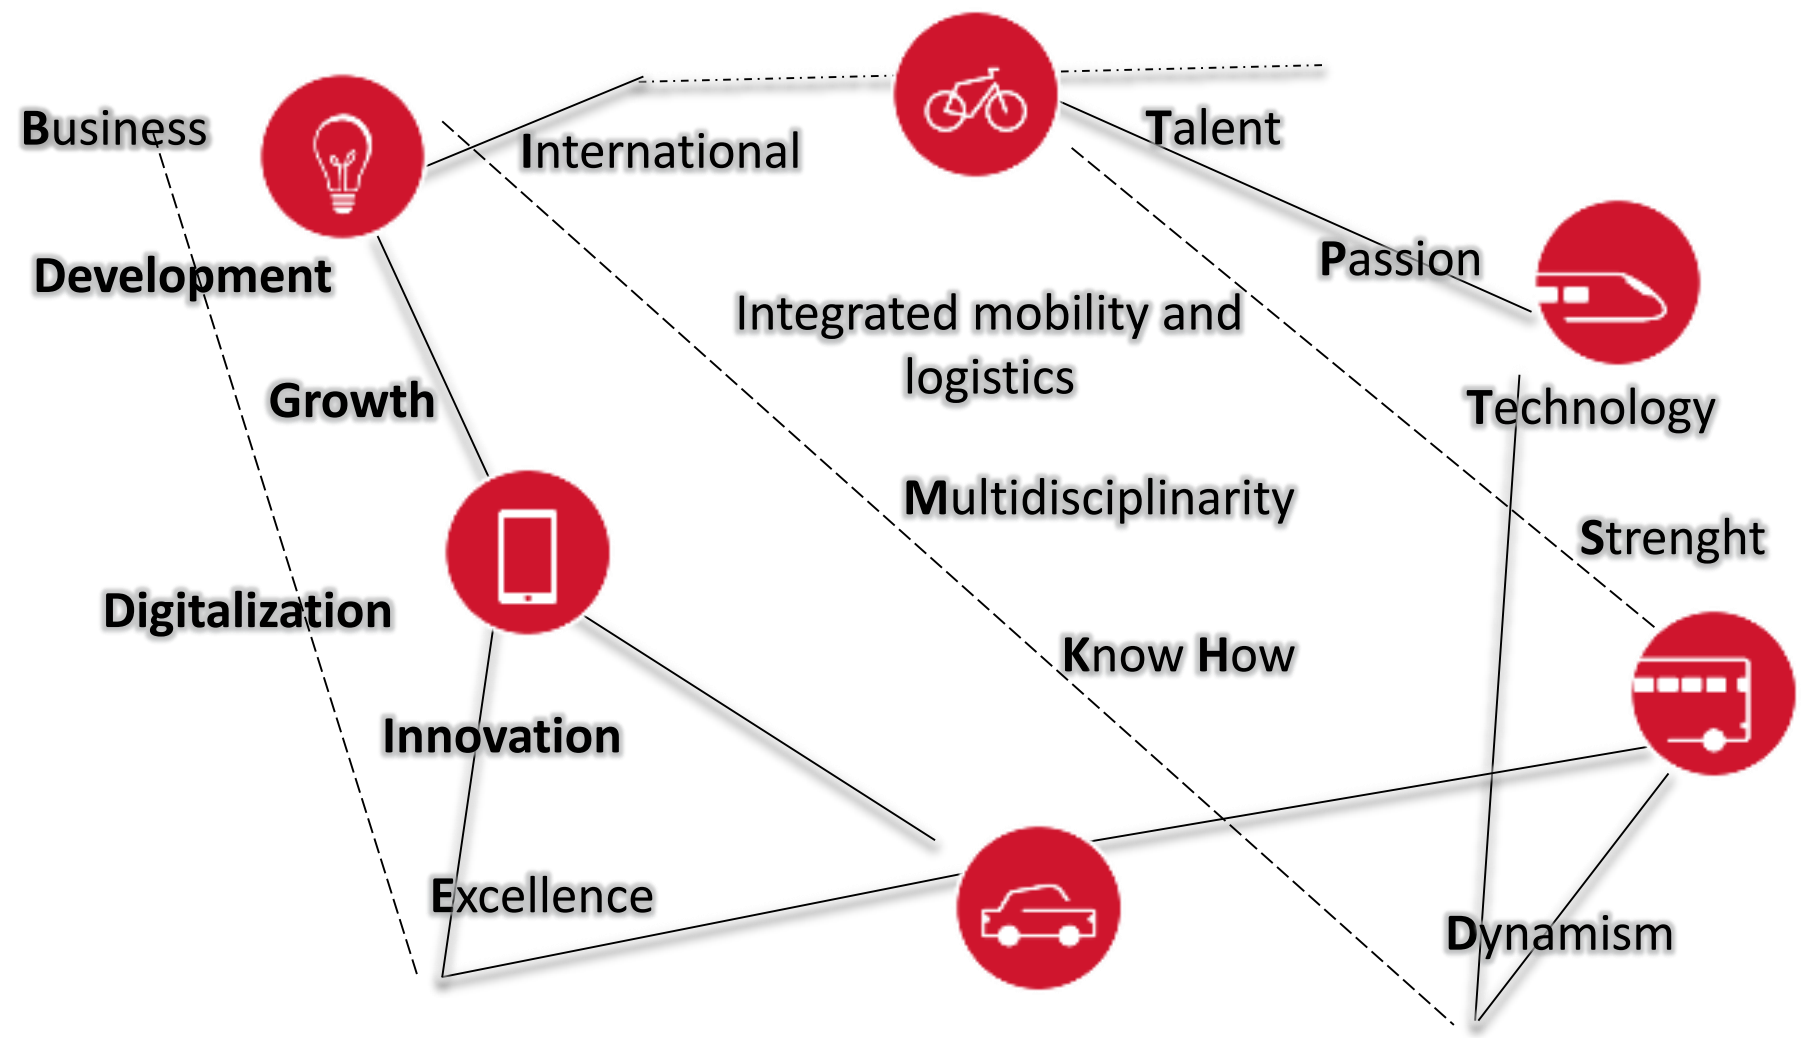 Business
International
Talent
Development
Passion
Integrated mobility and
logistics
Growth
Technology
Multidisciplinarity
Strenght
Digitalization
Know How
Innovation
Excellence
Dynamism